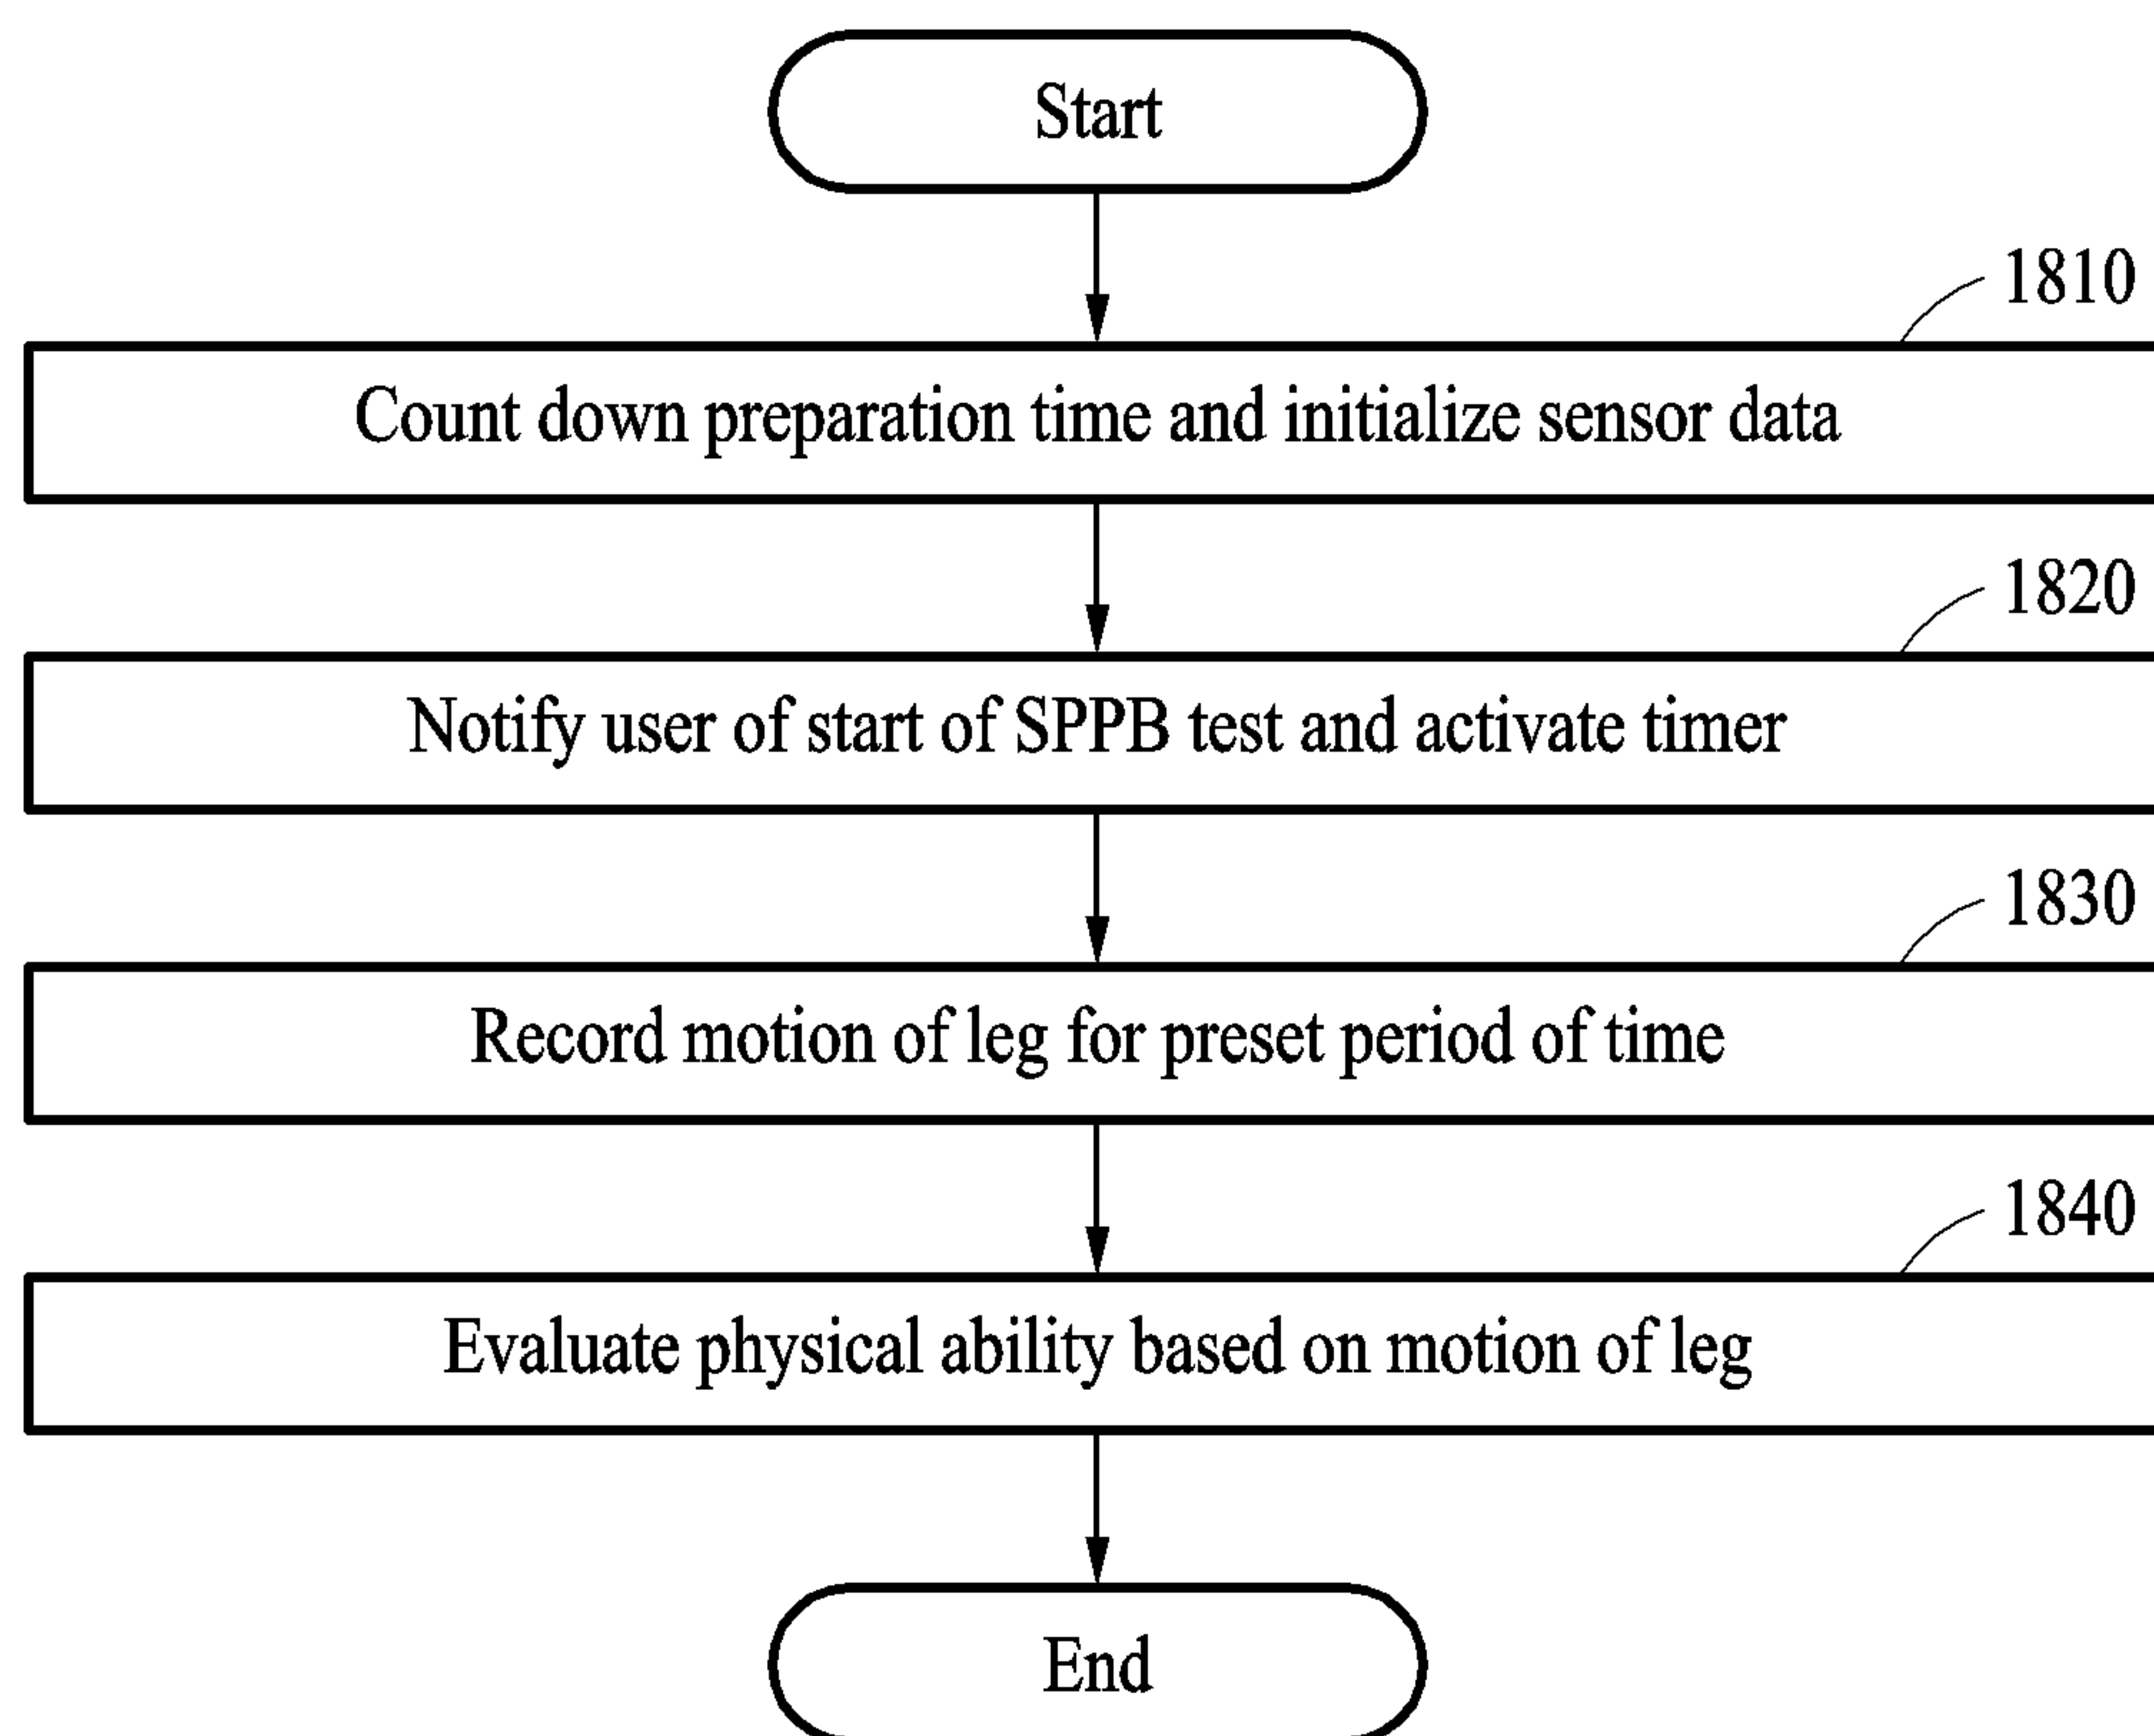 Start
1810
Count down preparation time and initialize sensor data
1820
Notify user of start of SPPB test and activate timer
1830
Record motion of leg for preset period of time
1840
Evaluate physical ability based on motion of leg
End